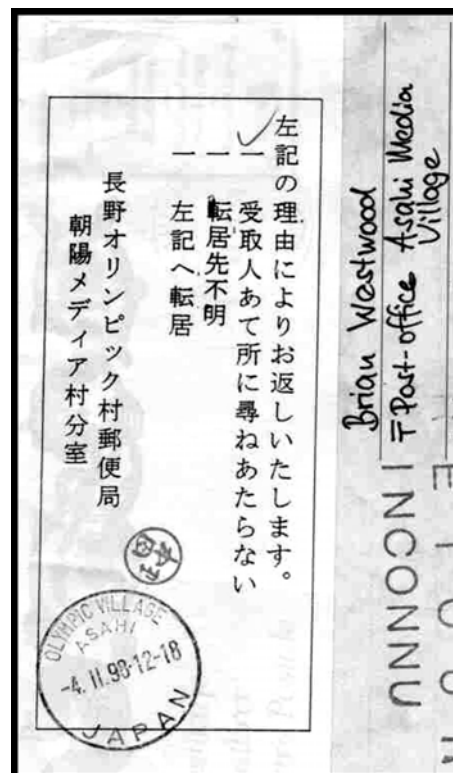 左記の理由によりお返しいたします。
一 受取人あて所に尋ねあたらない
一 転居先不明
一 左記へ転居
長野オリンピック村郵便局
朝陽メディア村分室
OLYMPIC VILLAGE
ASAHI
-4.II.98.12-18
JAPAN
Brian Westwood
〒Post-office Asahi Media
Village
INCONNU